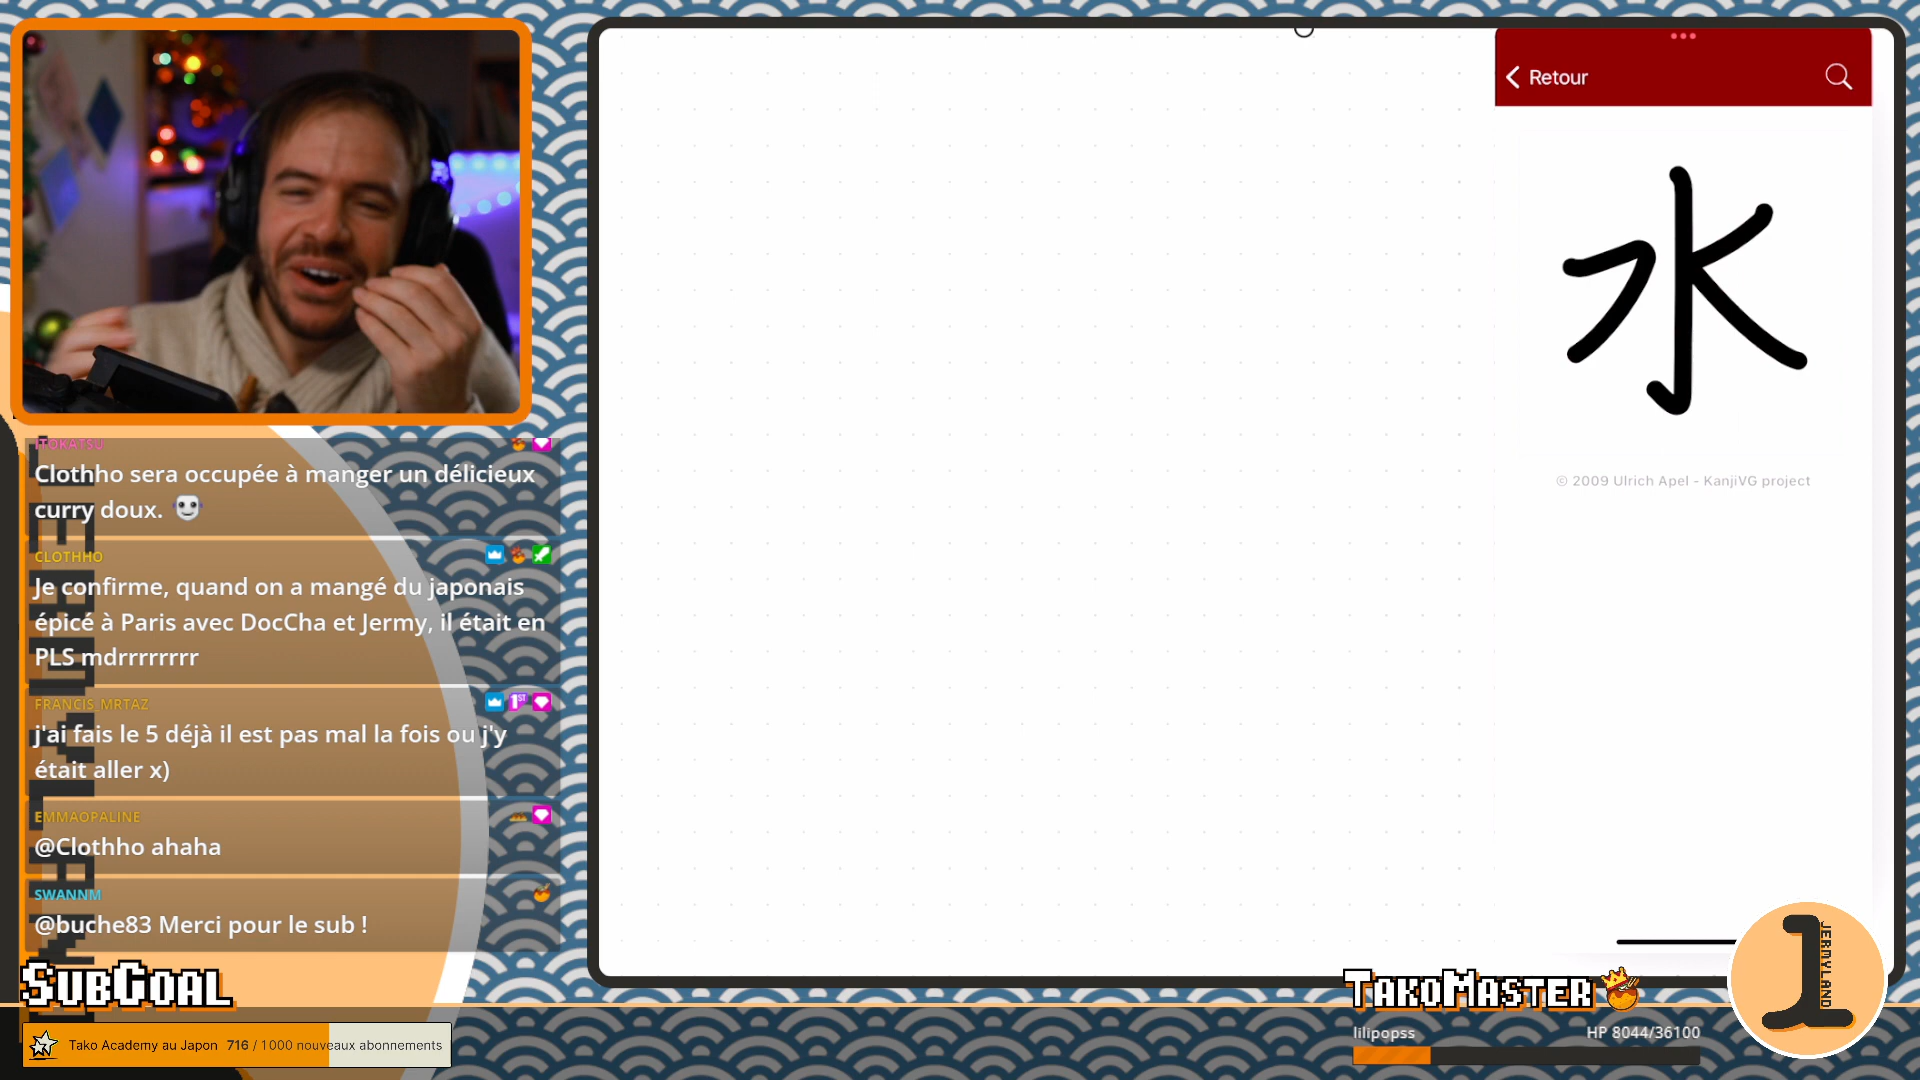 Retour
水
© 2009 Ulrich Apel - KanjiVG project
ITOKATSU
Clothho sera occupée à manger un délicieux
curry doux.
CLOTHHO
Je confirme, quand on a mangé du japonais
épicé à Paris avec DocCha et Jermy, il était en
PLS mdrrrrrrrr
FRANCIS_MRTAZ
1ST
j'ai fais le 5 déjà il est pas mal la fois ou j'y
était aller x)
EMMAOPALINE
@Clothho ahaha
SWANNM
@buche83 Merci pour le sub !
SUBGOAL
Tako Academy au Japon 716 / 1000 nouveaux abonnements
TAKOMASTER
lilipopss HP 8044/36100
JERMYLAND